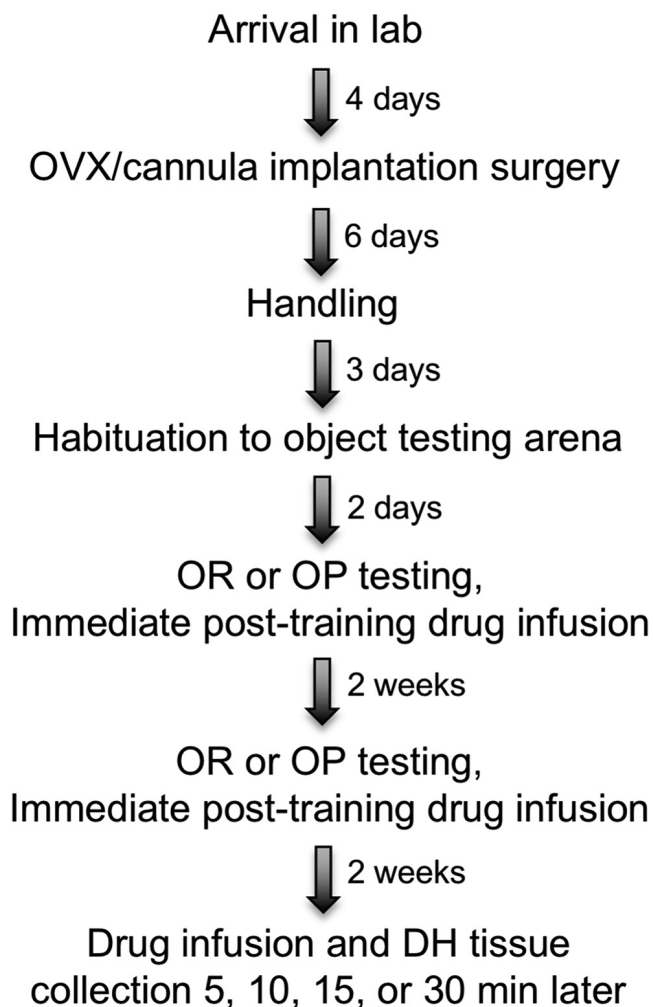 Arrival in lab
4 days
OVX/cannula implantation surgery
6 days
Handling
3 days
Habituation to object testing arena
2 days
OR or OP testing,
Immediate post-training drug infusion
2 weeks
OR or OP testing,
Immediate post-training drug infusion
2 weeks
Drug infusion and DH tissue
collection 5, 10, 15, or 30 min later